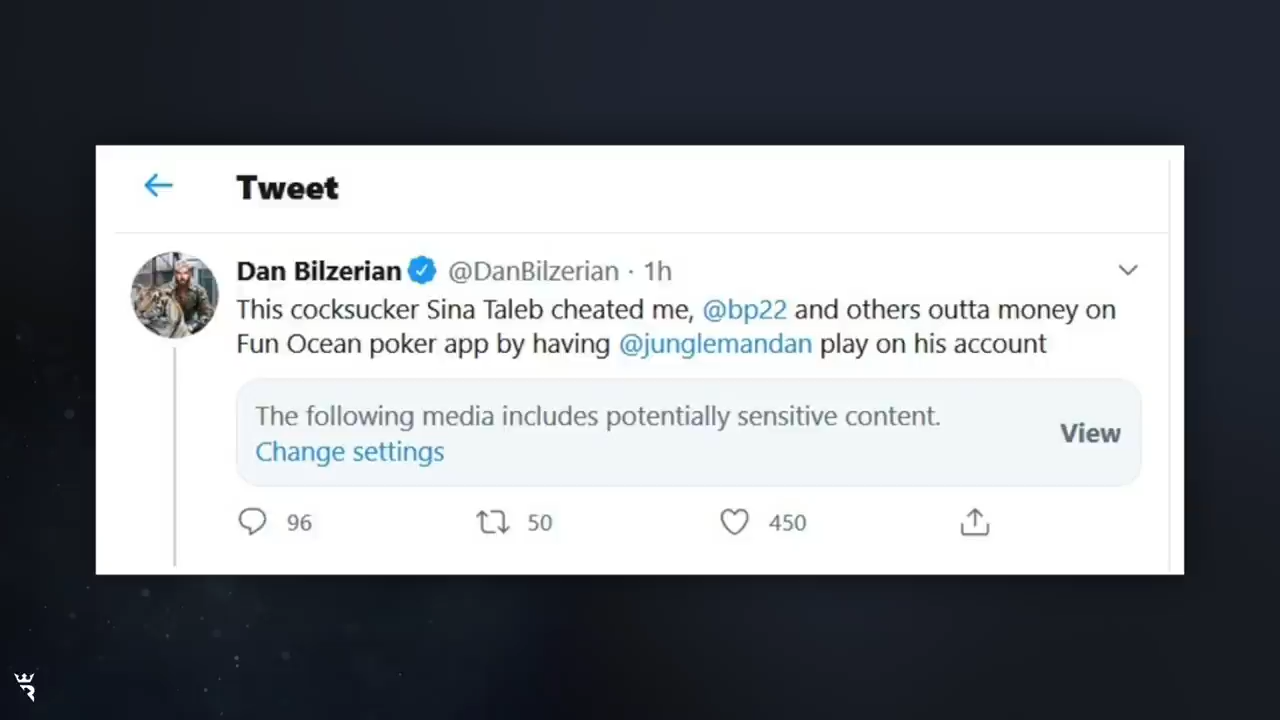 Tweet
Dan Bilzerian @DanBilzerian · 1h
This cocksucker Sina Taleb cheated me, @bp22 and others outta money on
Fun Ocean poker app by having @junglemandan play on his account
The following media includes potentially sensitive content.
Change settings
View
96 50 450